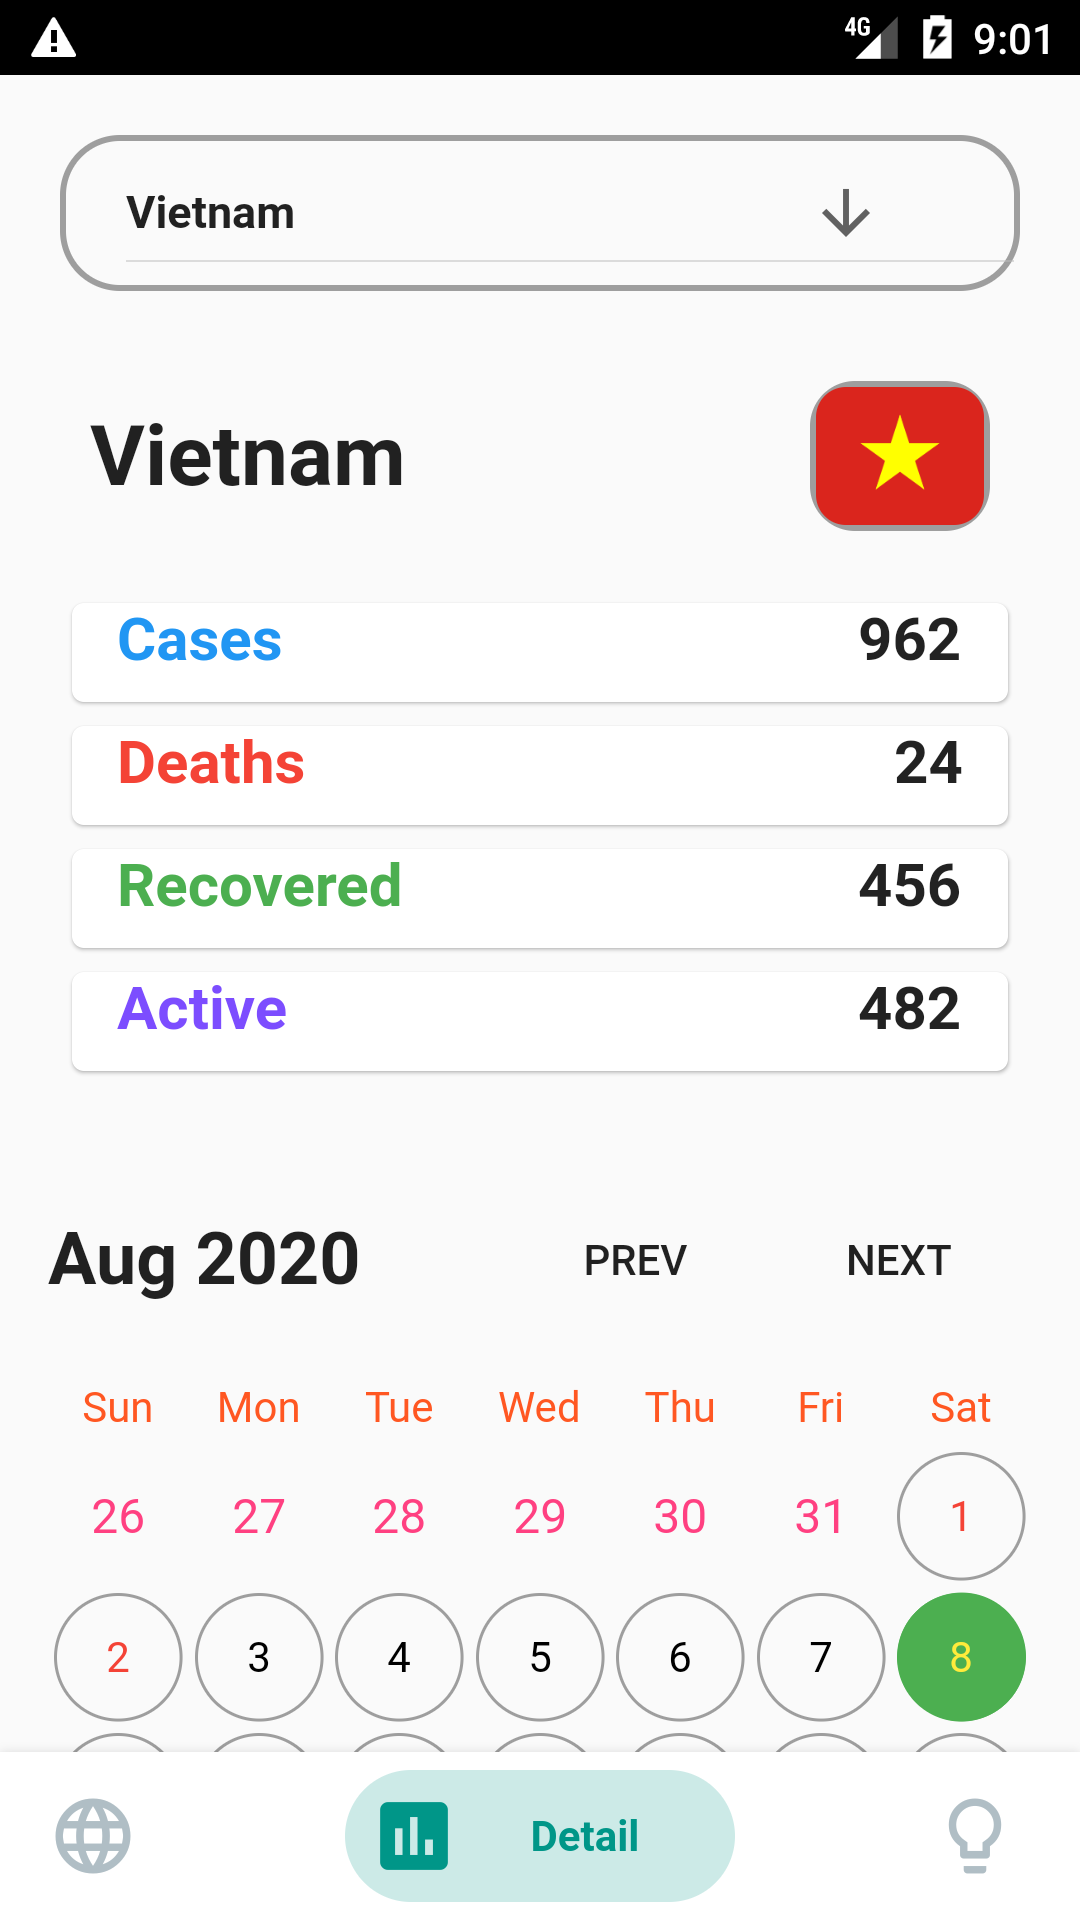 4G 9:01
Vietnam
Vietnam
Cases 962
Deaths 24
Recovered 456
Active 482
Aug 2020 PREV NEXT
Sun Mon Tue Wed Thu Fri Sat
26 27 28 29 30 31 1
2 3 4 5 6 7 8
Detail